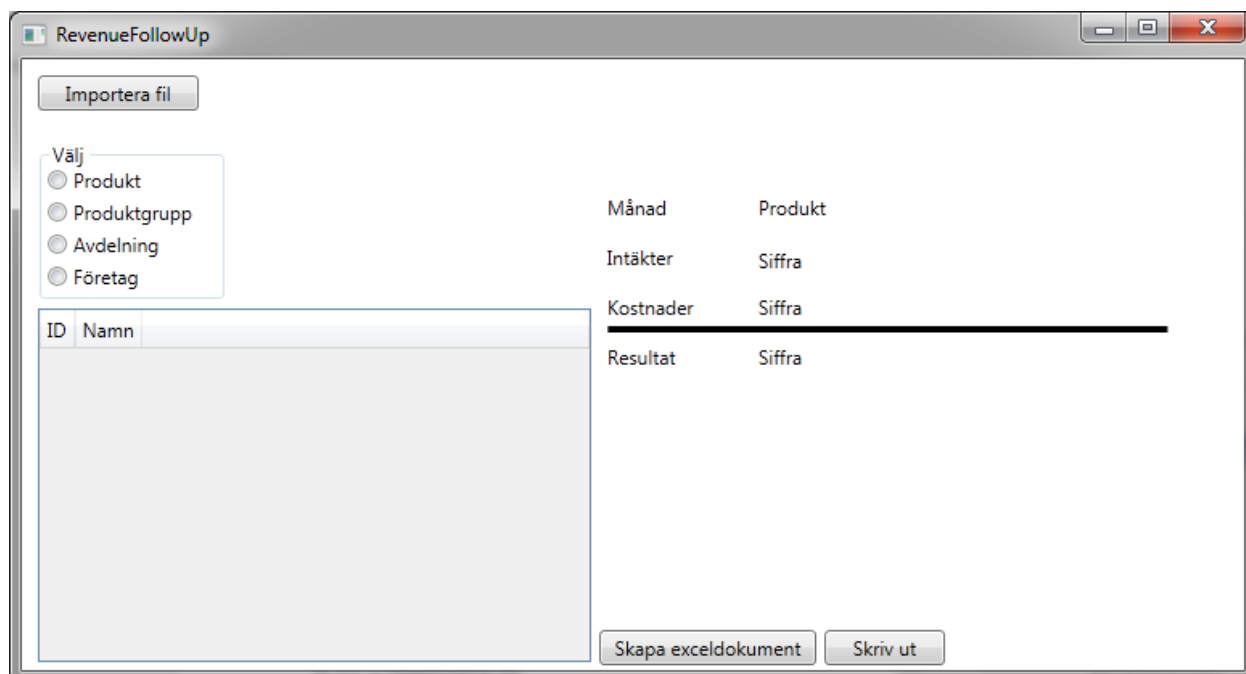 RevenueFollowUp
Importera fil
Välj
Produkt
Produktgrupp
Avdelning
Företag
ID Namn
Månad Produkt
Intäkter Siffra
Kostnader Siffra
Resultat Siffra
Skapa exceldokument Skriv ut